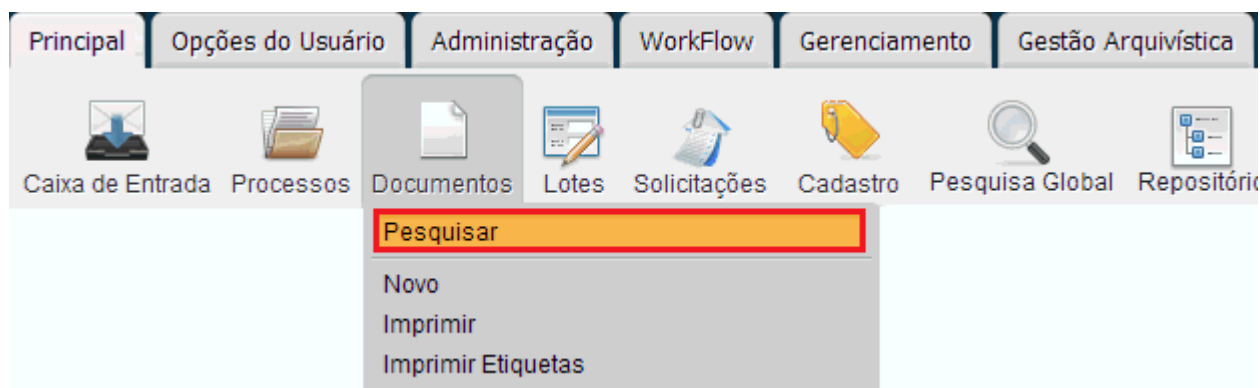 Principal Opções do Usuário Administração WorkFlow Gerenciamento Gestão Arquivística
Caixa de Entrada Processos Documentos Lotes Solicitações Cadastro Pesquisa Global Repositório
Pesquisar
Novo
Imprimir
Imprimir Etiquetas